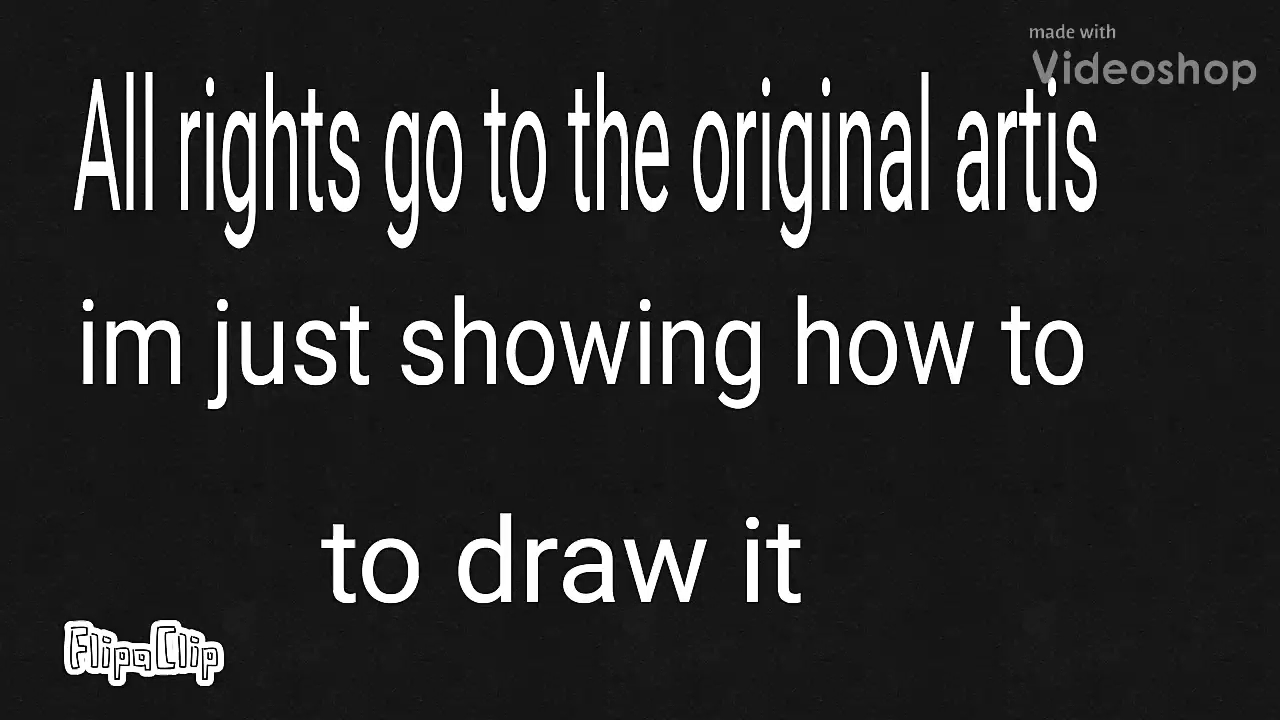 made with
Videoshop
All rights go to the original artis
im just showing how to
to draw it
FlipaClip